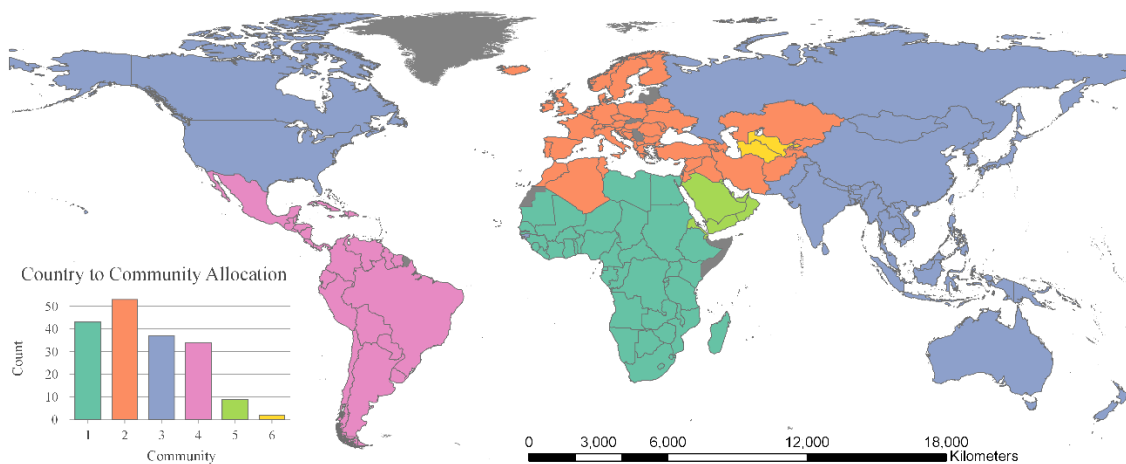 Country to Community Allocation
50
40
30
20
10
0
Count
1 2 3 4 5 6
Community
0 3,000 6,000 12,000 18,000
Kilometers